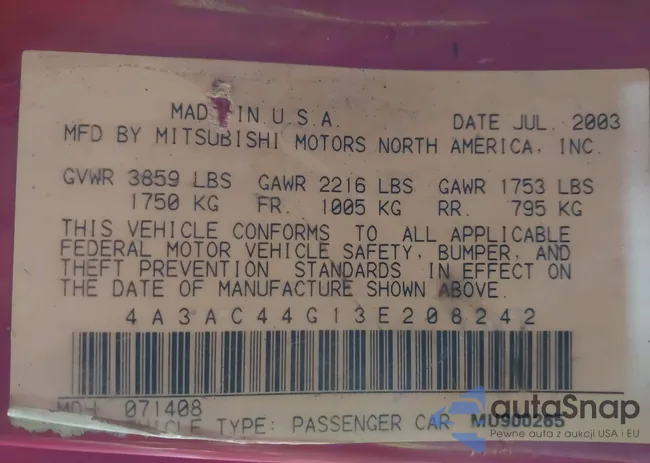 MAD IN U.S.A. DATE JUL. 2003
MFD BY MITSUBISHI MOTORS NORTH AMERICA, INC.
GVWR 3859 LBS GAWR 2216 LBS GAWR 1753 LBS
1750 KG FR. 1005 KG RR. 795 KG
THIS VEHICLE CONFORMS TO ALL APPLICABLE
FEDERAL MOTOR VEHICLE SAFETY, BUMPER, AND
THEFT PREVENTION STANDARDS IN EFFECT ON
THE DATE OF MANUFACTURE SHOWN ABOVE.
4A3AC44G13E208242
071408
TYPE: PASSENGER CAR MU900265
autoSnap
Pewne auta z aukcji USA i EU